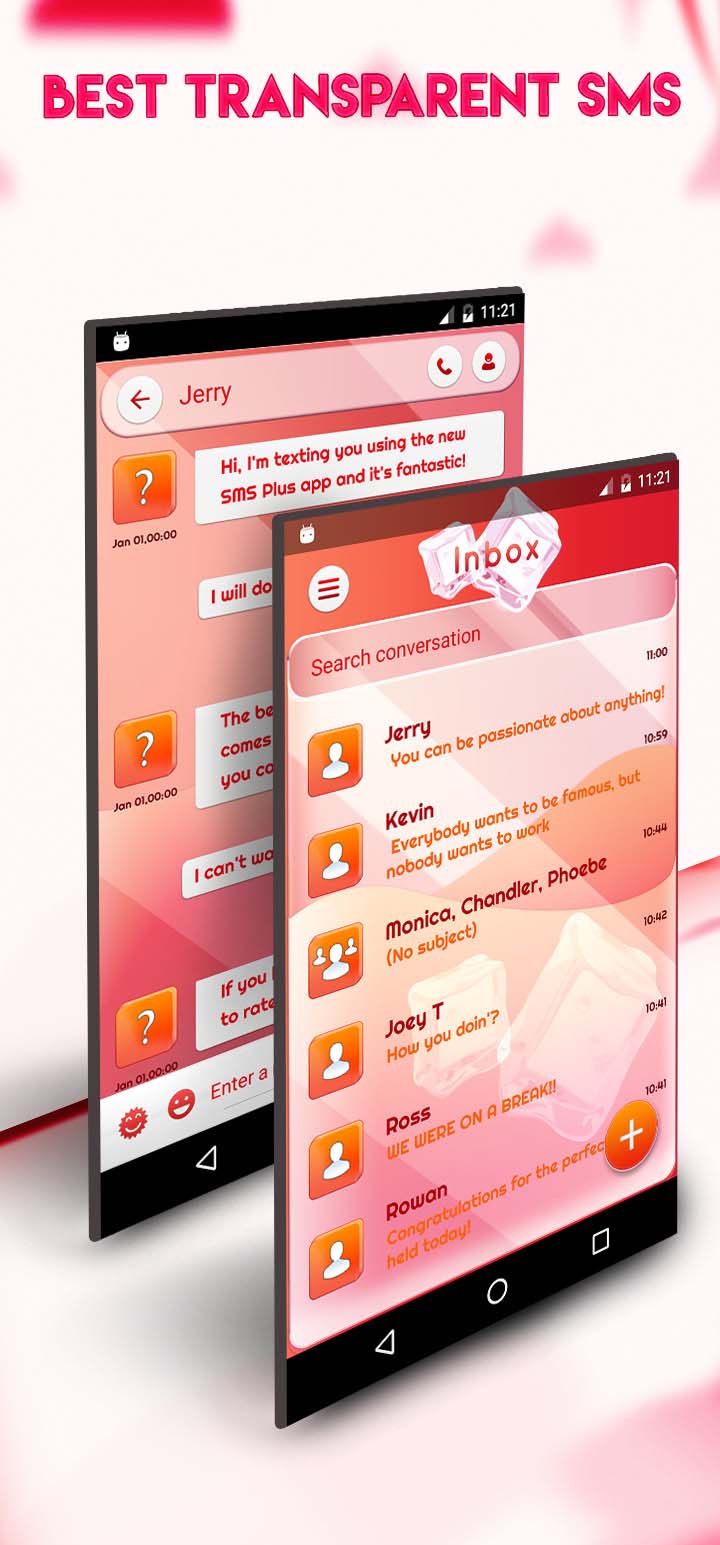 BEST TRANSPARENT SMS
11:21
Jerry
Hi, I'm texting you using the new
SMS Plus app and it's fantastic!
Jan 01,00:00
I will do
The be
comes
you ca
Jan 01,00:00
I can't wa
If you
to rate
Jan 01,00:00
Enter a
11:21
Inbox
Search conversation
11:00
Jerry
You can be passionate about anything!
10:59
Kevin
Everybody wants to be famous, but
nobody wants to work
10:44
Monica, Chandler, Phoebe
(No subject)
10:42
Joey T
How you doin'?
10:41
Ross
WE WERE ON A BREAK!!
10:41
Rowan
Congratulations for the perfec
held today!